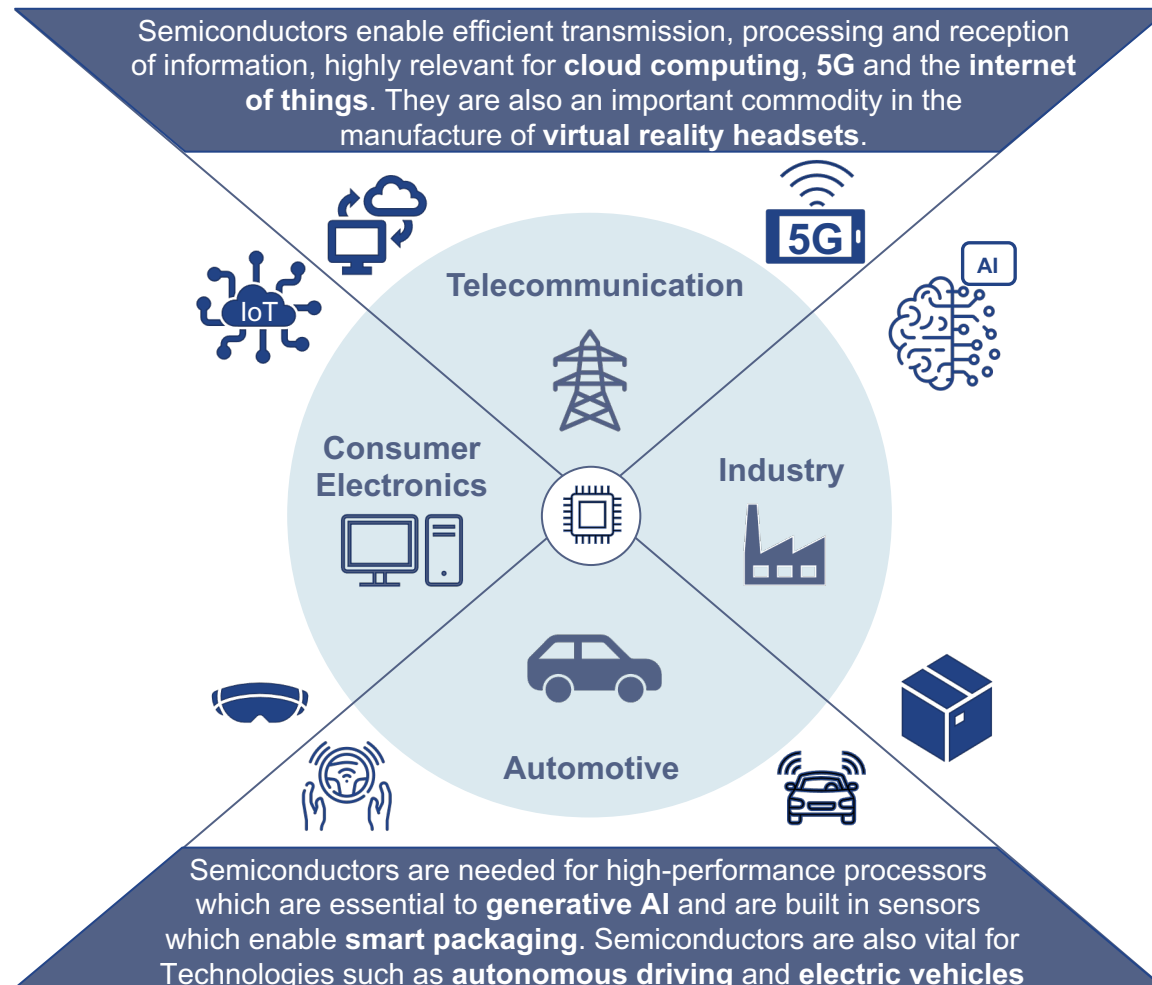 Semiconductors enable efficient transmission, processing and reception
of information, highly relevant for cloud computing, 5G and the internet
of things. They are also an important commodity in the
manufacture of virtual reality headsets.
5G
AI
IoT
Telecommunication
Consumer
Electronics
Industry
Automotive
Semiconductors are needed for high-performance processors
which are essential to generative AI and are built in sensors
which enable smart packaging. Semiconductors are also vital for
Technologies such as autonomous driving and electric vehicles